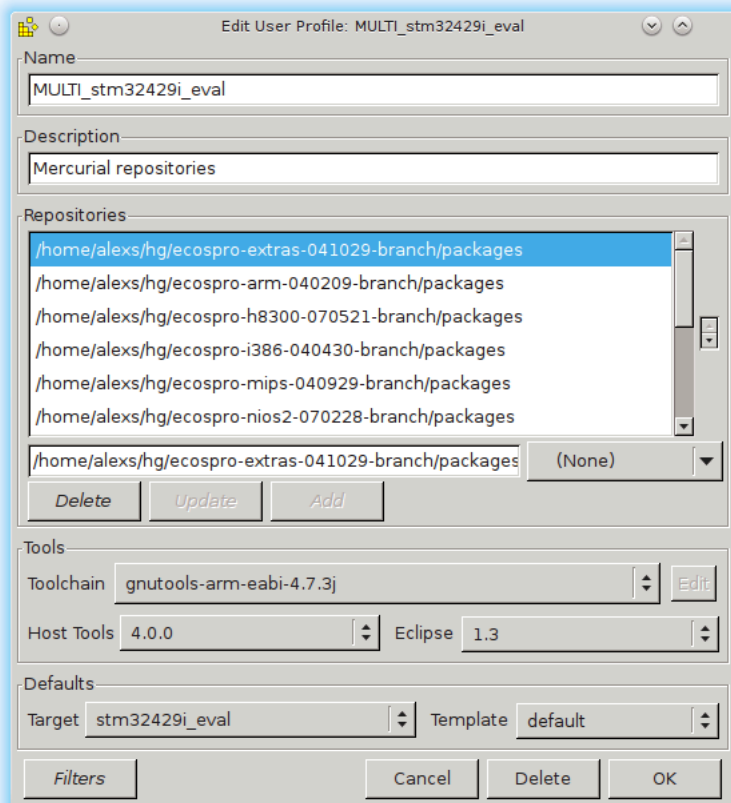 Edit User Profile: MULTI_stm32429i_eval
Name
MULTI_stm32429i_eval
Description
Mercurial repositories
Repositories
/home/alexs/hg/ecospro-extras-041029-branch/packages
/home/alexs/hg/ecospro-arm-040209-branch/packages
/home/alexs/hg/ecospro-h8300-070521-branch/packages
/home/alexs/hg/ecospro-i386-040430-branch/packages
/home/alexs/hg/ecospro-mips-040929-branch/packages
/home/alexs/hg/ecospro-nios2-070228-branch/packages
/home/alexs/hg/ecospro-extras-041029-branch/packages (None)
Delete Update Add
Tools
Toolchain gnutools-arm-eabi-4.7.3j Edit
Host Tools 4.0.0 Eclipse 1.3
Defaults
Target stm32429i_eval Template default
Filters Cancel Delete OK